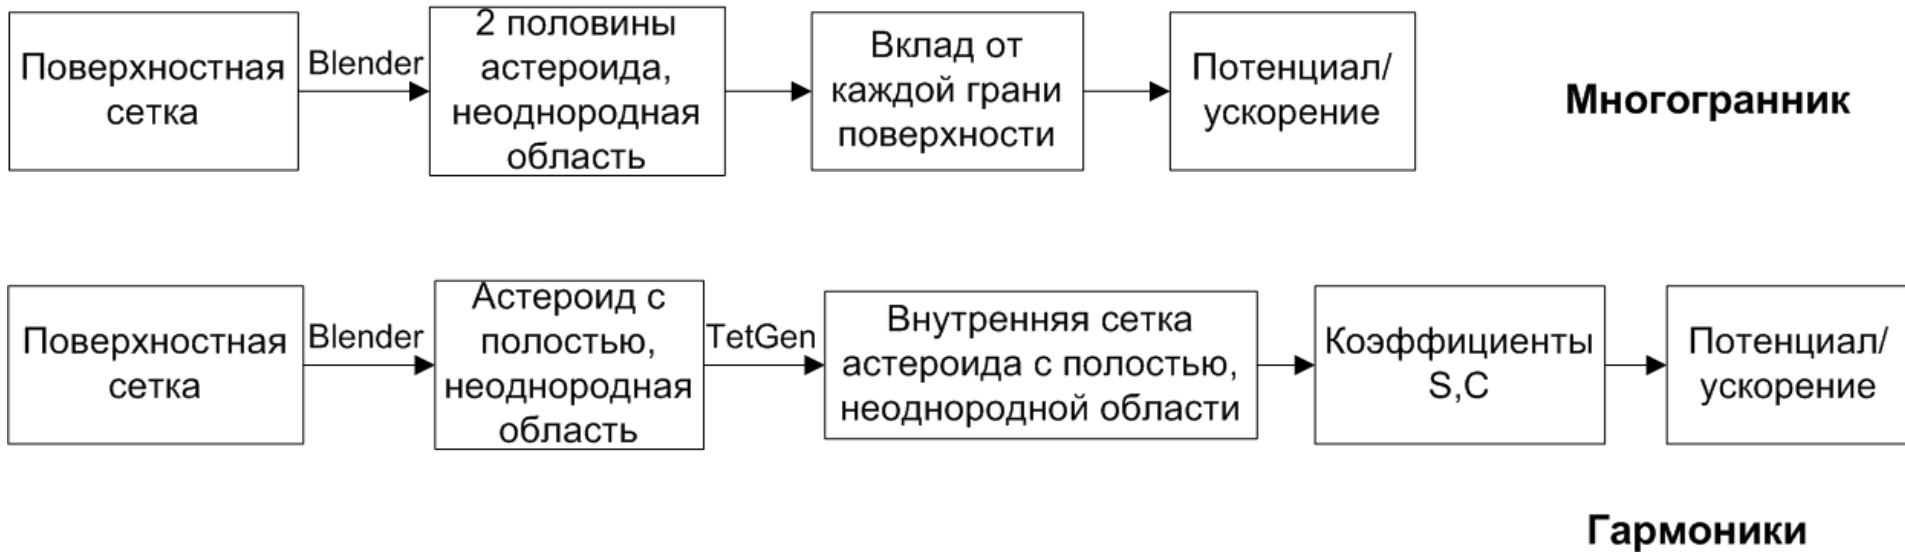 Поверхностная
сетка
Blender
2 половины
астероида,
неоднородная
область
Вклад от
каждой грани
поверхности
Потенциал/
ускорение
Многогранник
Поверхностная
сетка
Blender
Астероид с
полостью,
неоднородная
область
TetGen
Внутренняя сетка
астероида с полостью,
неоднородной области
Коэффициенты
S,C
Потенциал/
ускорение
Гармоники